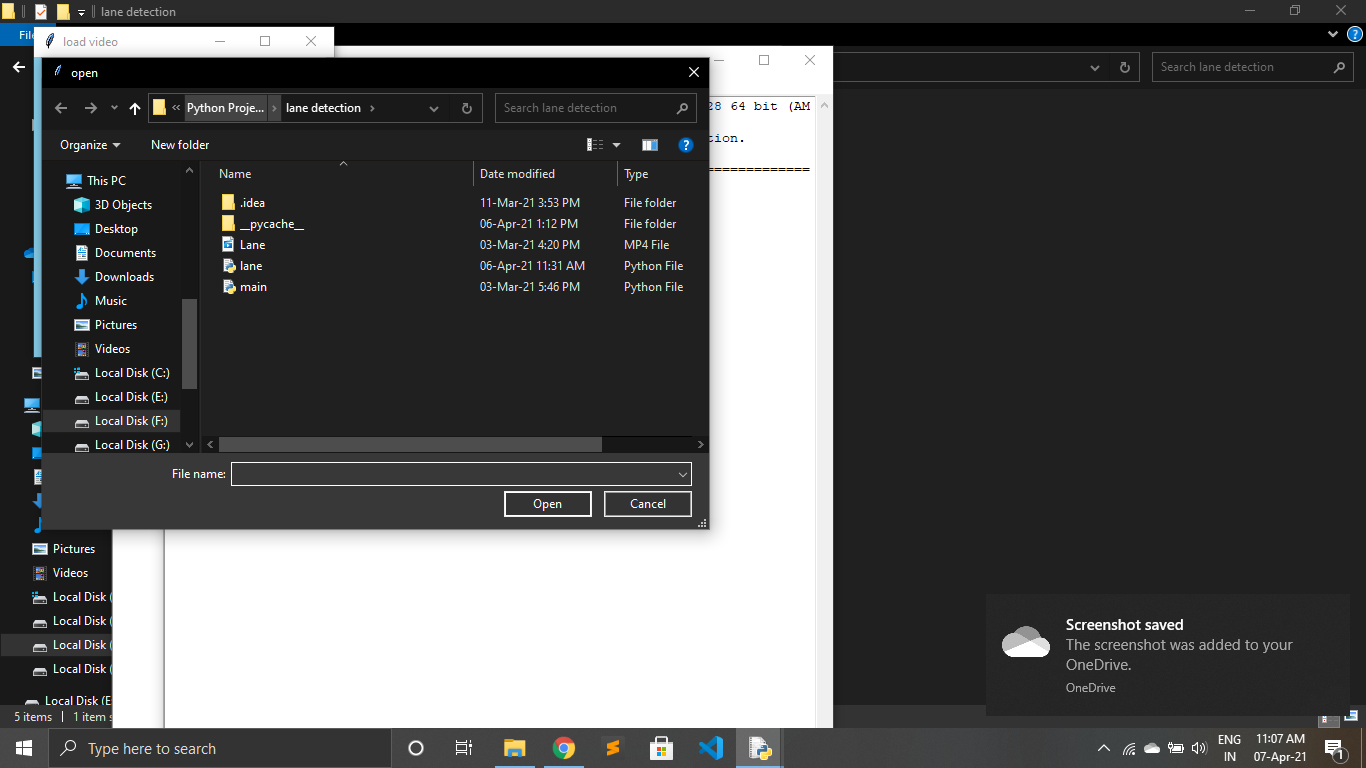 lane detection
File
load video
open
Python Proje... lane detection
Search lane detection
Search lane detection
28 64 bit (AM
tion.
=============
Organize New folder
Name Date modified Type
.idea 11-Mar-21 3:53 PM File folder
__pycache__ 06-Apr-21 1:12 PM File folder
Lane 03-Mar-21 4:20 PM MP4 File
lane 06-Apr-21 11:31 AM Python File
main 03-Mar-21 5:46 PM Python File
This PC
3D Objects
Desktop
Documents
Downloads
Music
Pictures
Videos
Local Disk (C:)
Local Disk (E:)
Local Disk (F:)
Local Disk (G:)
File name:
Open Cancel
Pictures
Videos
Local Disk (
Local Disk (
Local Disk (
Local Disk (
Local Disk (E
5 items 1 item s
Screenshot saved
The screenshot was added to your
OneDrive.
OneDrive
Type here to search
ENG
IN
11:07 AM
07-Apr-21
1